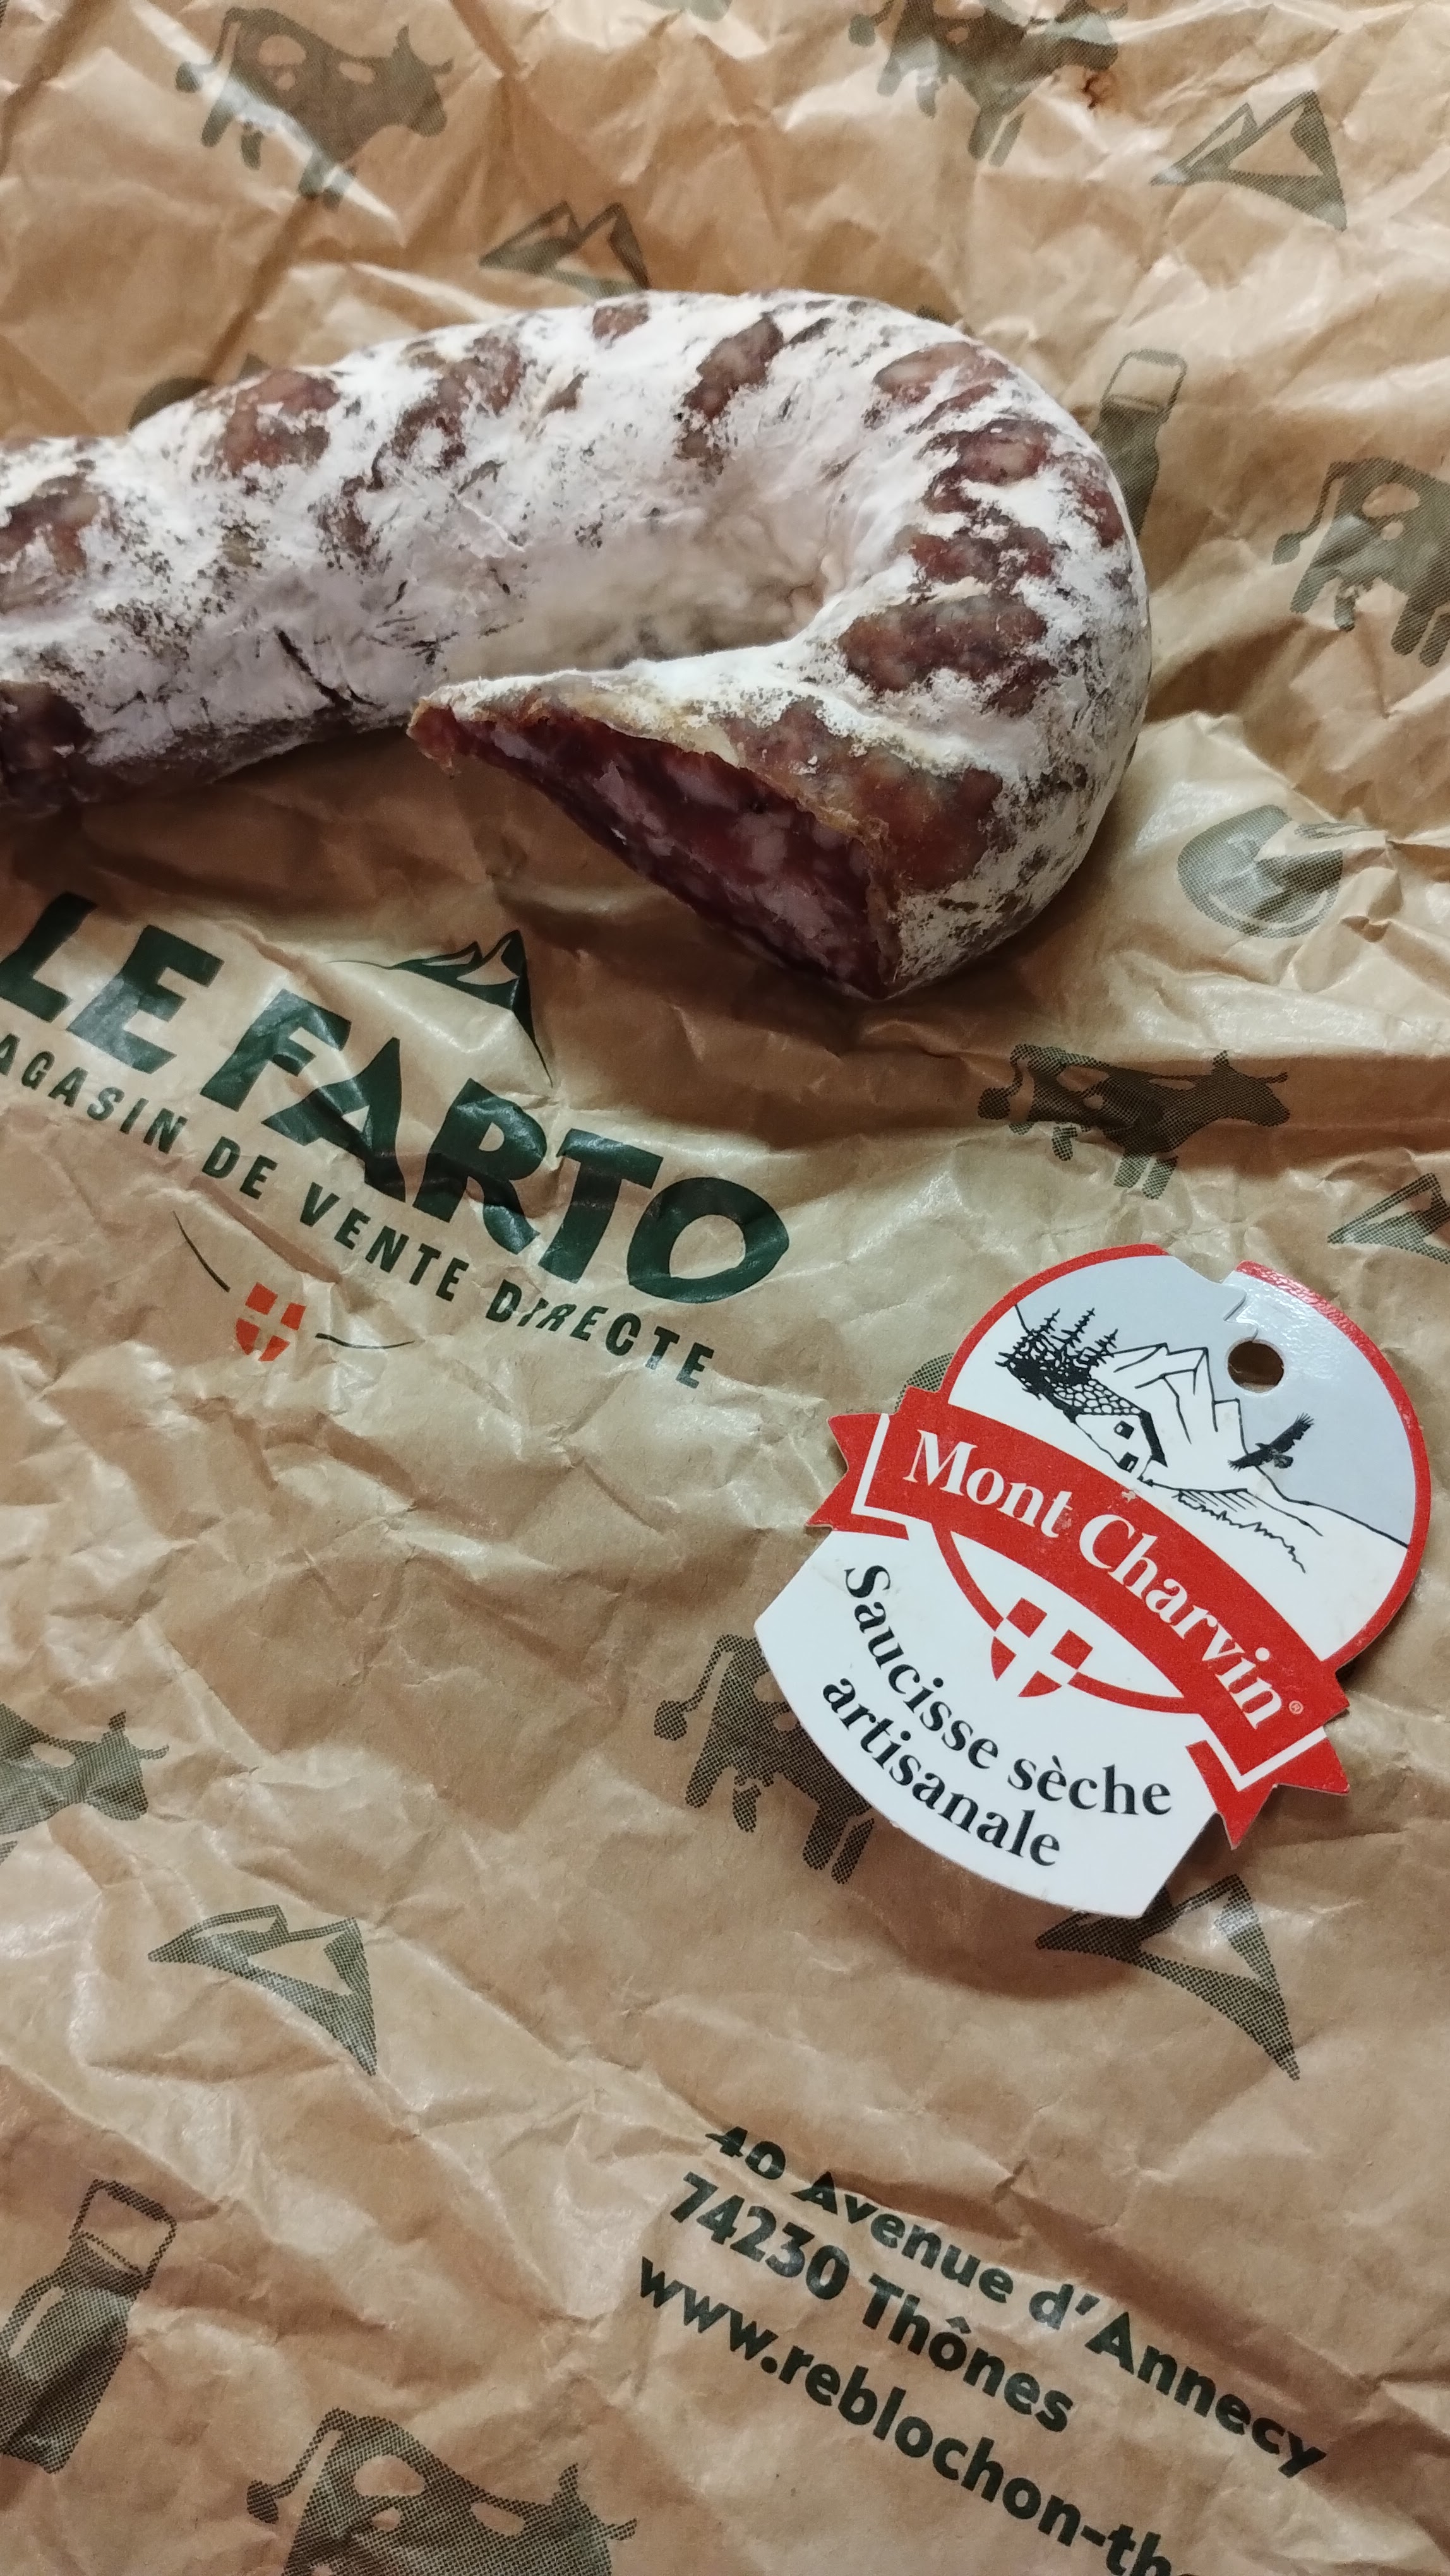 LE FARTO
AGASIN DE VENTE DIRECTE
Mont Charvin®
Saucisse sèche
artisanale
40 Avenue d'Annecy
74230 Thônes
www.reblochon-th